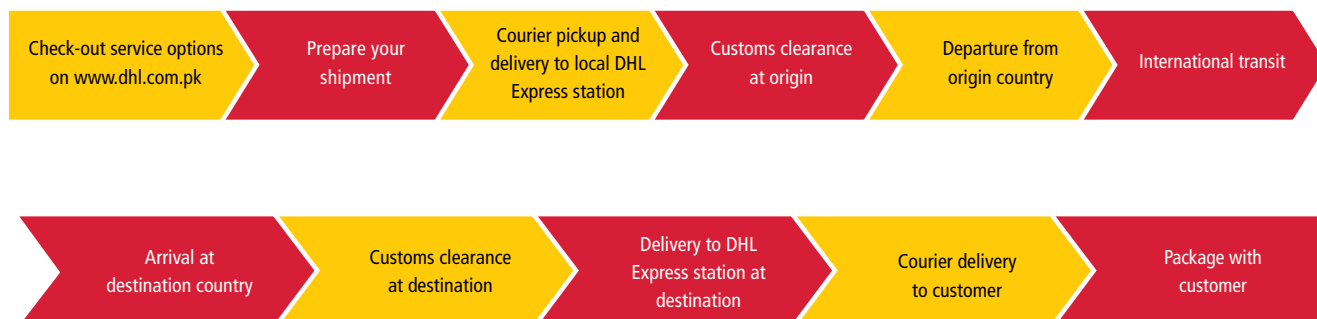 Check-out service options
on www.dhl.com.pk
Prepare your
shipment
Courier pickup and
delivery to local DHL
Express station
Customs clearance
at origin
Departure from
origin country
International transit
Arrival at
destination country
Customs clearance
at destination
Delivery to DHL
Express station at
destination
Courier delivery
to customer
Package with
customer